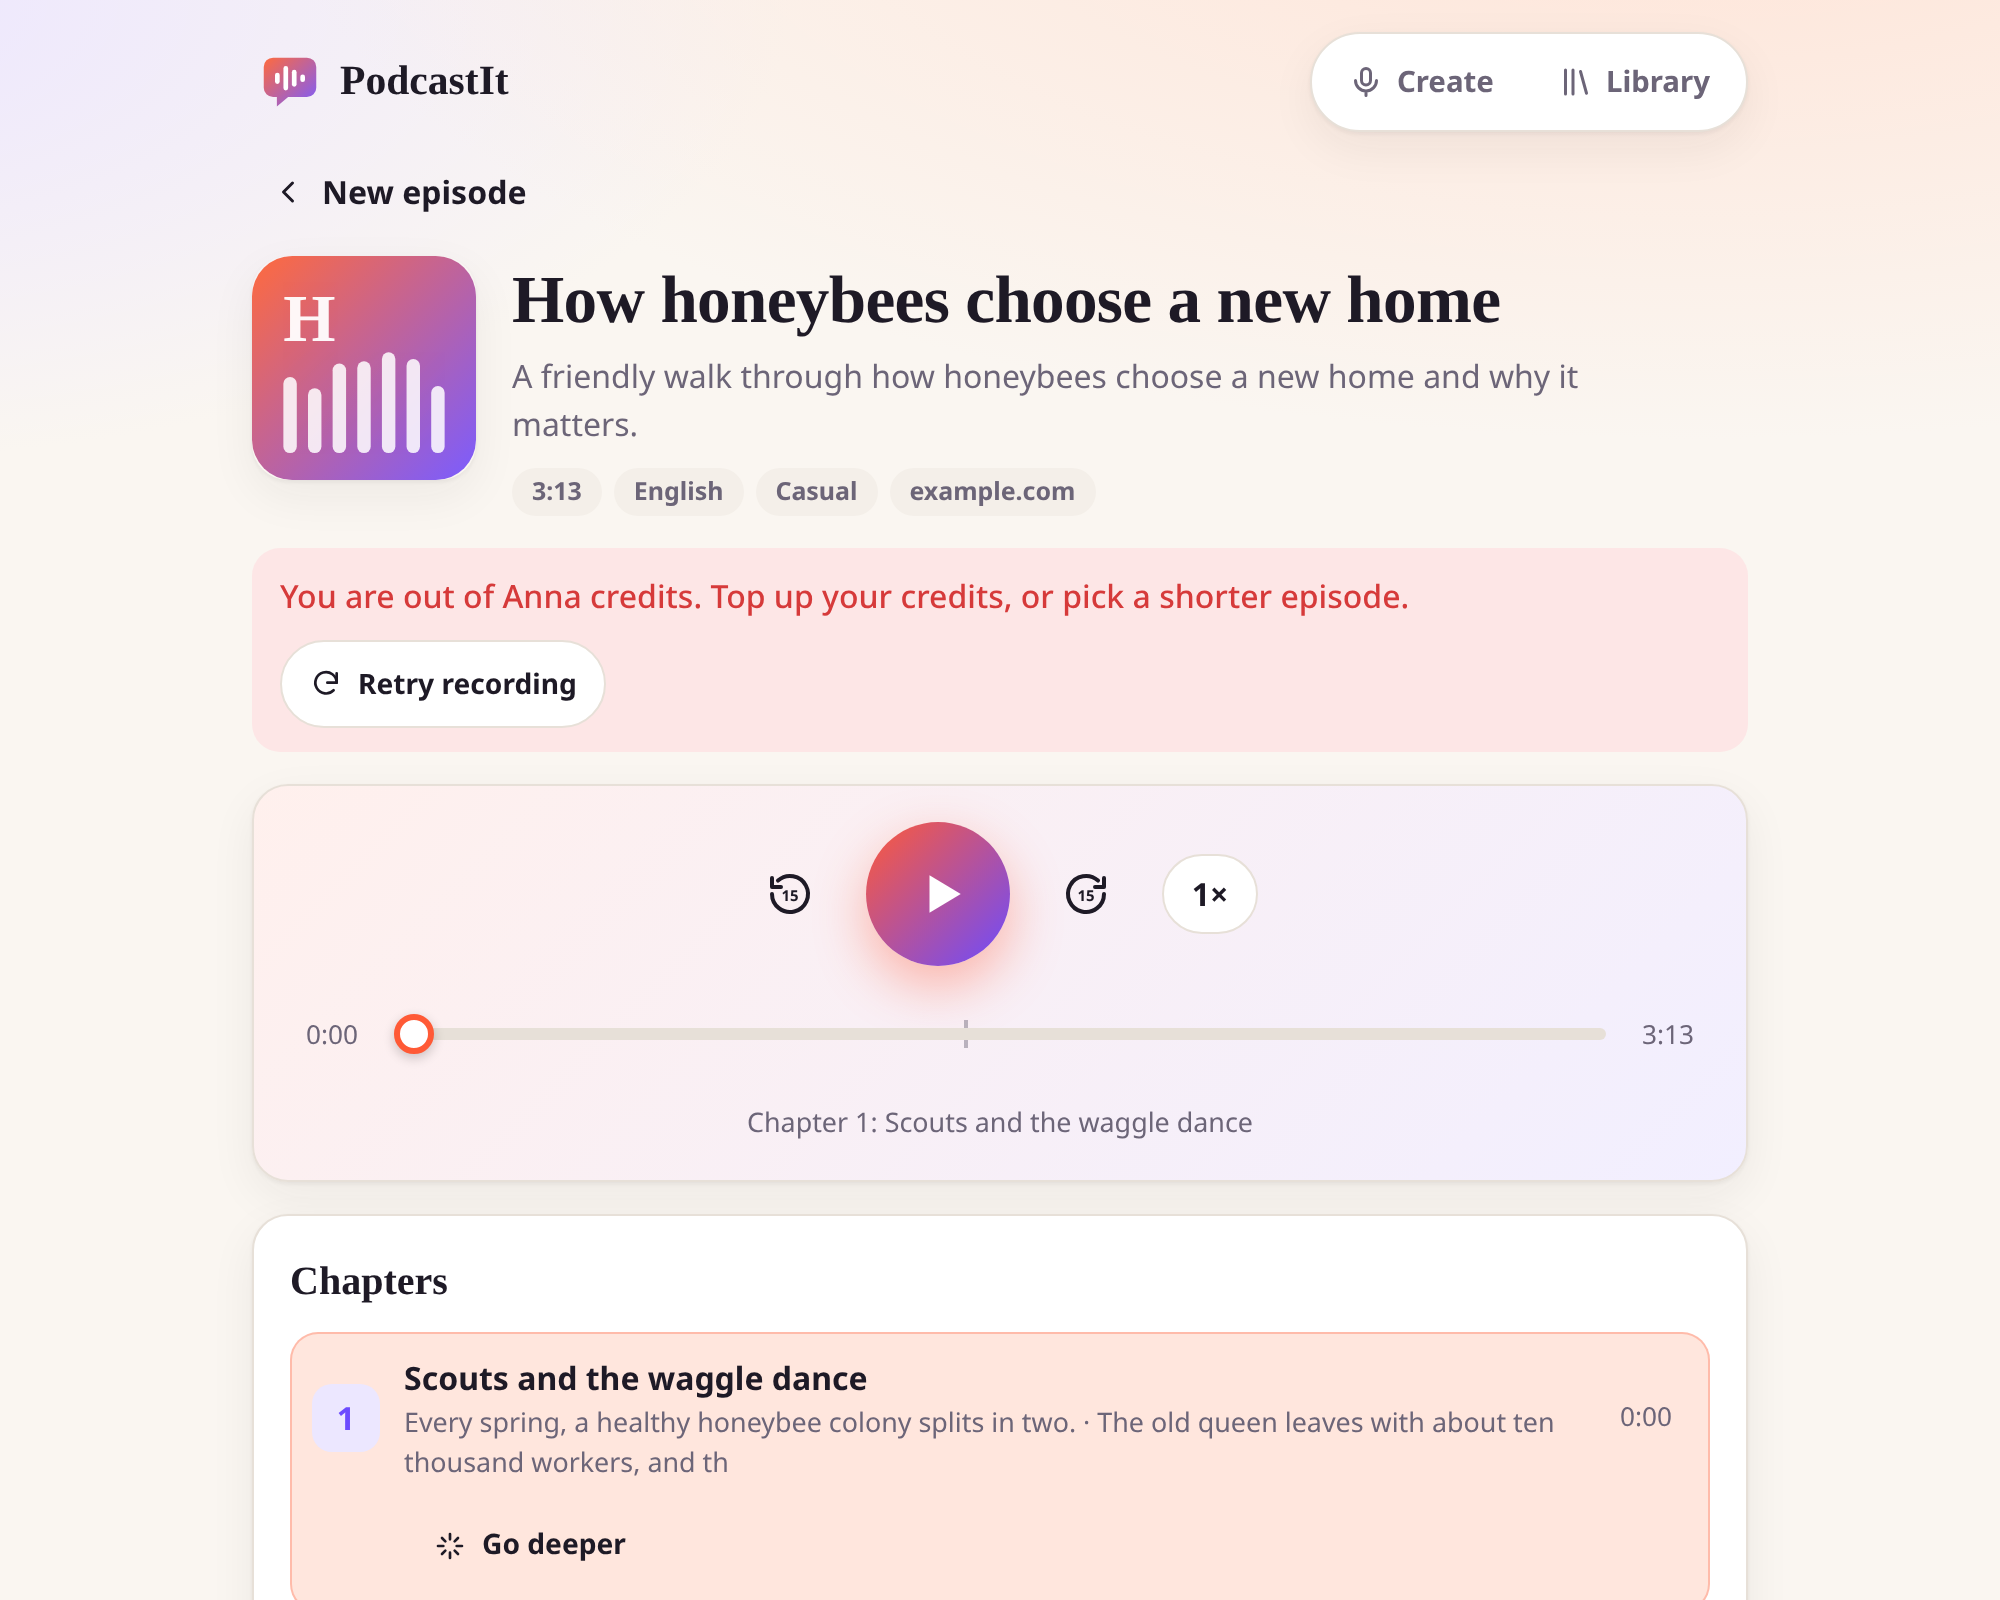 PodcastIt
Create
Library
New episode
H
How honeybees choose a new home
A friendly walk through how honeybees choose a new home and why it
matters.
3:13
English
Casual
example.com
You are out of Anna credits. Top up your credits, or pick a shorter episode.
Retry recording
15
15
1×
0:00
3:13
Chapter 1: Scouts and the waggle dance
Chapters
1
Scouts and the waggle dance
Every spring, a healthy honeybee colony splits in two. · The old queen leaves with about ten
thousand workers, and th
0:00
Go deeper